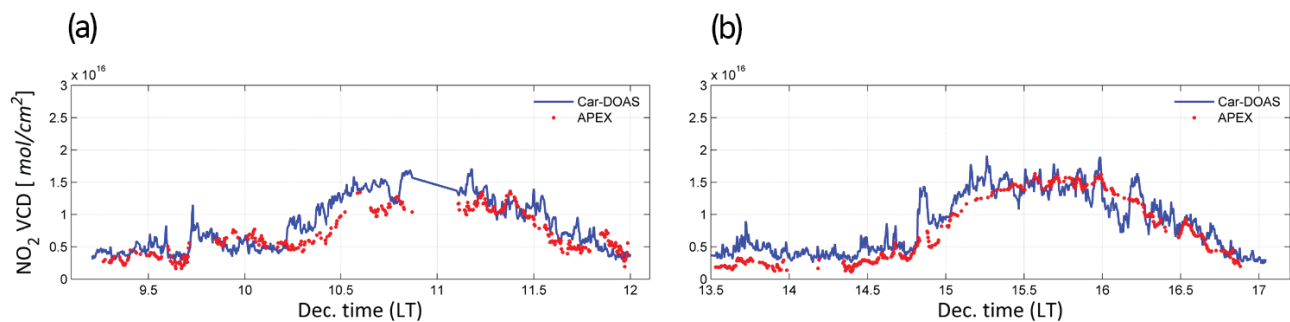 (a)
(b)
x 10^16
3
2.5
2
1.5
1
0.5
0
NO2 VCD [ mol/cm²]
Car-DOAS
APEX
9.5 10 10.5 11 11.5 12
Dec. time (LT)
x 10^16
3
2.5
2
1.5
1
0.5
0
Car-DOAS
APEX
13.5 14 14.5 15 15.5 16 16.5 17
Dec. time (LT)